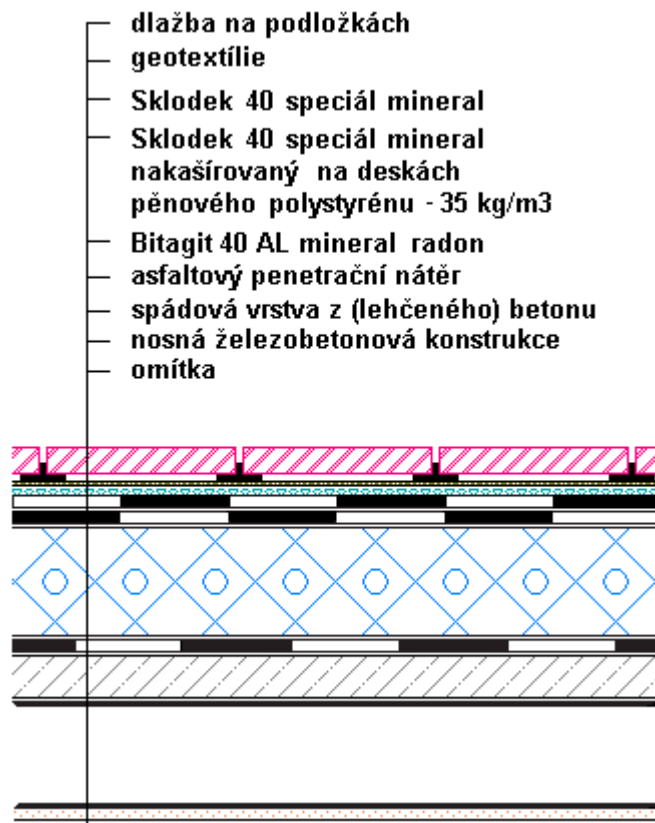 dlažba na podložkách
geotextílie
Sklodek 40 speciál mineral
Sklodek 40 speciál mineral
nakašírovaný na deskách
pěnového polystyrénu - 35 kg/m3
Bitagit 40 AL mineral radon
asfaltový penetrační nátěr
spádová vrstva z (lehčeného) betonu
nosná železobetonová konstrukce
omítka